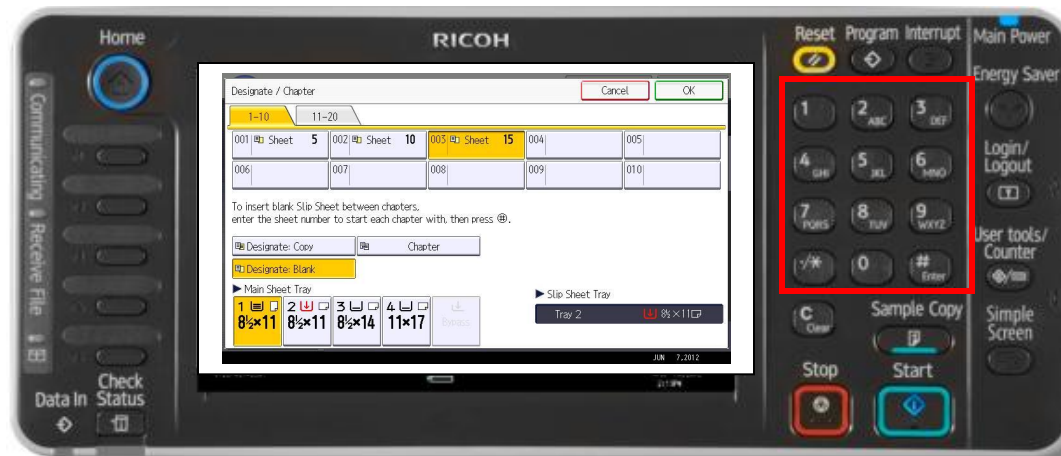 Home
RICOH
Reset Program Interrupt
Main Power
Energy Saver
Login/
Logout
User tools/
Counter
Simple
Screen
Communicating
Receive File
Data In
Check
Status
Designate / Chapter
Cancel
OK
1-10
11-20
001 Sheet 5
002 Sheet 10
003 Sheet 15
004
005
006
007
008
009
010
To insert blank Slip Sheet between chapters,
enter the sheet number to start each chapter with, then press #.
Designate: Copy
Chapter
Designate: Blank
Main Sheet Tray
1 8½×11
2 8½×11
3 8½×14
4 11×17
Bypass
Slip Sheet Tray
Tray 2 8½×11
JUN 7,2012
1
2 ABC
3 DEF
4 GHI
5 JKL
6 MNO
7 PQRS
8 TUV
9 WXYZ
·/*
0
# Enter
C Clear
Sample Copy
Stop
Start